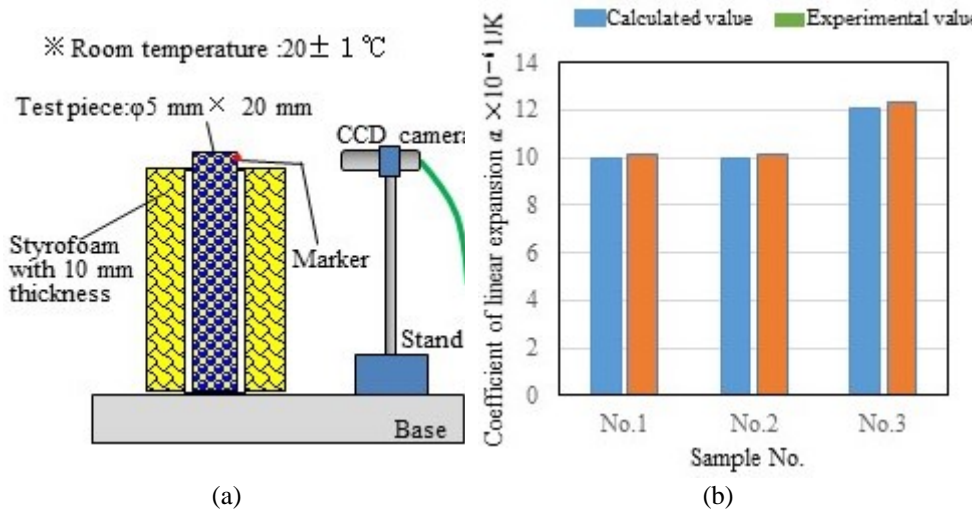 ※ Room temperature :20± 1 ℃
Test piece:φ5 mm× 20 mm
CCD camera
Styrofoam
with 10 mm
thickness
Marker
Stand
Base
(a)
Calculated value
Experimental value
Coefficient of linear expansion α ×10⁻⁶ 1/K
14
12
10
8
6
4
2
0
No.1
No.2
No.3
Sample No.
(b)